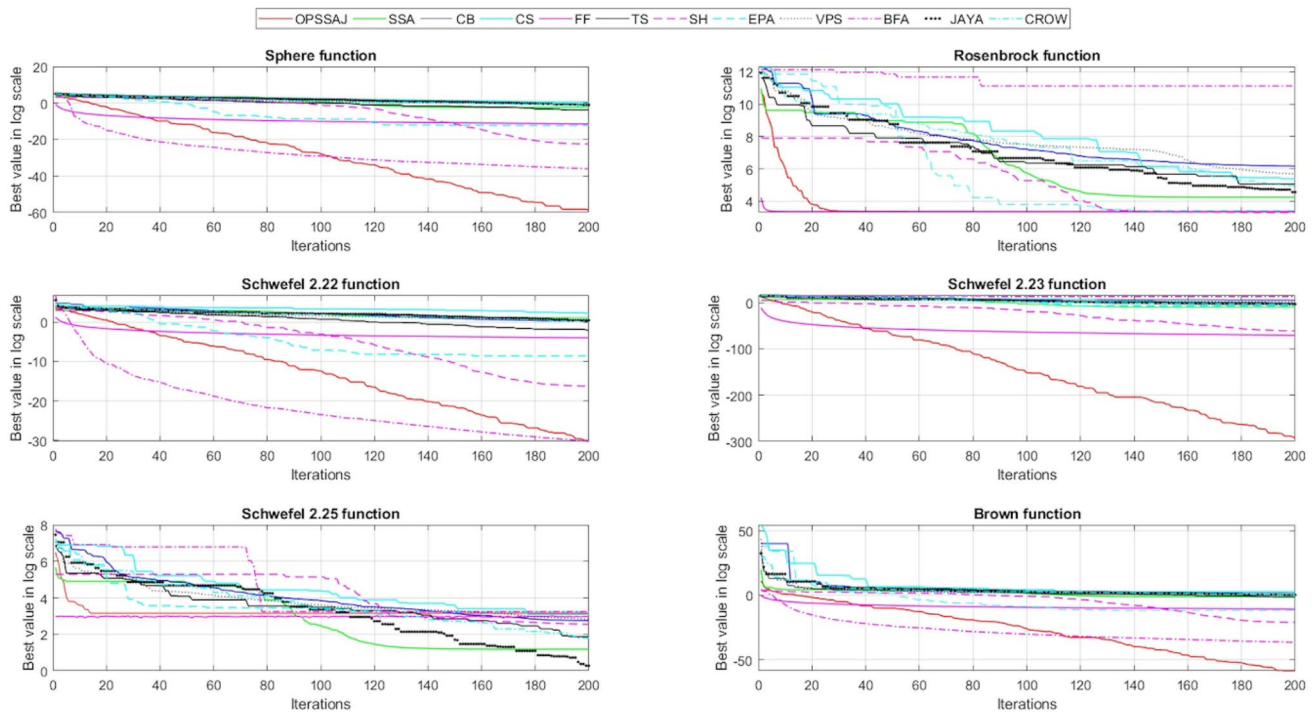 OPSSAJ SSA CB CS FF TS SH EPA VPS BFA JAYA CROW
Sphere function
Best value in log scale
20
0
-20
-40
-60
0 20 40 60 80 100 120 140 160 180 200
Iterations
Rosenbrock function
Best value in log scale
12
10
8
6
4
0 20 40 60 80 100 120 140 160 180 200
Iterations
Schwefel 2.22 function
Best value in log scale
0
-10
-20
-30
0 20 40 60 80 100 120 140 160 180 200
Iterations
Schwefel 2.23 function
Best value in log scale
0
-100
-200
-300
0 20 40 60 80 100 120 140 160 180 200
Iterations
Schwefel 2.25 function
Best value in log scale
8
6
4
2
0
0 20 40 60 80 100 120 140 160 180 200
Iterations
Brown function
Best value in log scale
50
0
-50
0 20 40 60 80 100 120 140 160 180 200
Iterations